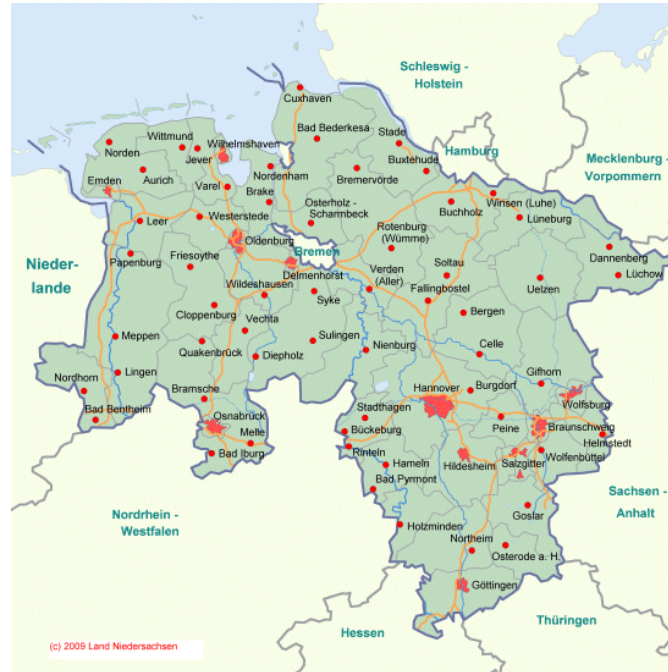 Schleswig -
Holstein
Cuxhaven
Bad Bederkesa
Stade
Hamburg
Mecklenburg -
Vorpommern
Wittmund
Wilhelmshaven
Norden
Jever
Buxtehude
Nordenham
Bremervörde
Emden
Aurich
Varel
Brake
Winsen (Luhe)
Osterholz -
Scharmbeck
Buchholz
Lüneburg
Leer
Westerstede
Rotenburg
(Wümme)
Oldenburg
Bremen
Dannenberg
Nieder-
lande
Papenburg
Friesoythe
Delmenhorst
Soltau
Lüchow
Verden
(Aller)
Wildeshausen
Syke
Fallingbostel
Uelzen
Cloppenburg
Bergen
Vechta
Meppen
Sulingen
Quakenbrück
Diepholz
Nienburg
Celle
Lingen
Gifhorn
Nordhorn
Bramsche
Hannover
Burgdorf
Wolfsburg
Bad Bentheim
Osnabrück
Stadthagen
Peine
Braunschweig
Melle
Bückeburg
Helmstedt
Bad Iburg
Rinteln
Wolfenbüttel
Hameln
Hildesheim
Salzgitter
Bad Pyrmont
Sachsen -
Anhalt
Nordrhein -
Westfalen
Goslar
Holzminden
Northeim
Osterode a. H.
Göttingen
Hessen
Thüringen
(c) 2009 Land Niedersachsen